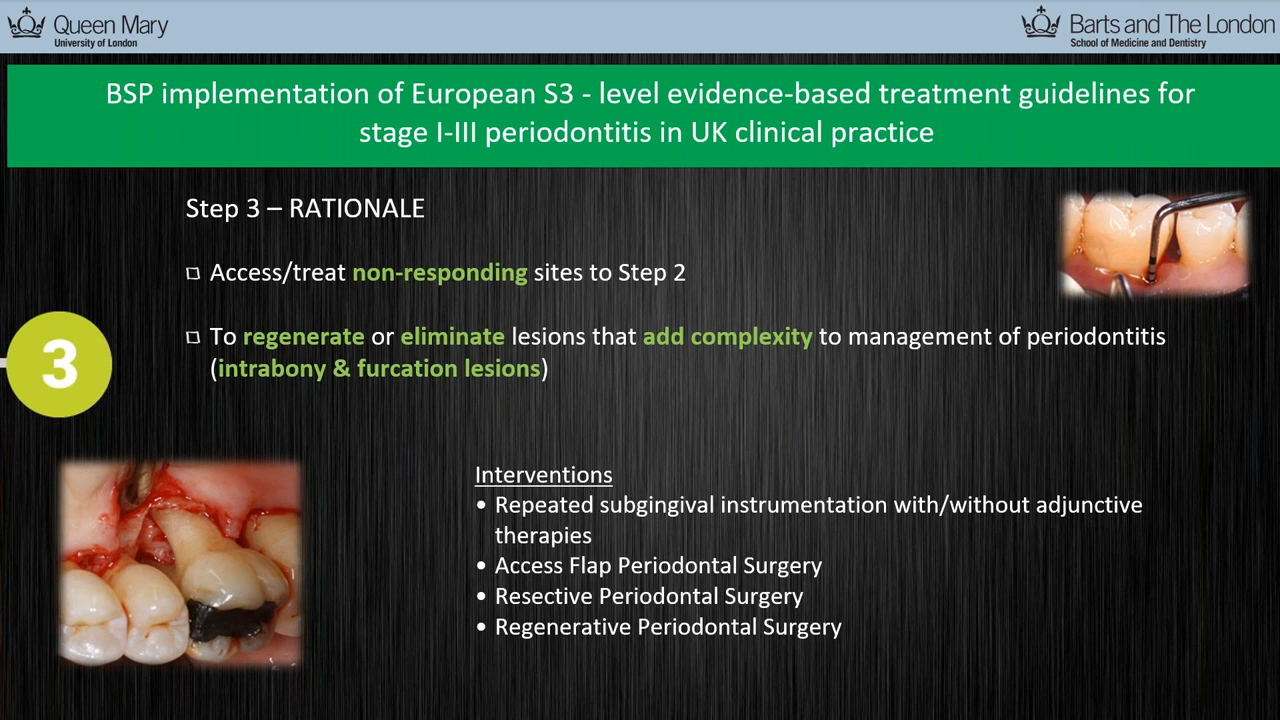 Queen Mary
University of London
Barts and The London
School of Medicine and Dentistry
BSP implementation of European S3 - level evidence-based treatment guidelines for
stage I-III periodontitis in UK clinical practice
Step 3 – RATIONALE
Access/treat non-responding sites to Step 2
To regenerate or eliminate lesions that add complexity to management of periodontitis
(intrabony & furcation lesions)
3
Interventions
• Repeated subgingival instrumentation with/without adjunctive
therapies
• Access Flap Periodontal Surgery
• Resective Periodontal Surgery
• Regenerative Periodontal Surgery